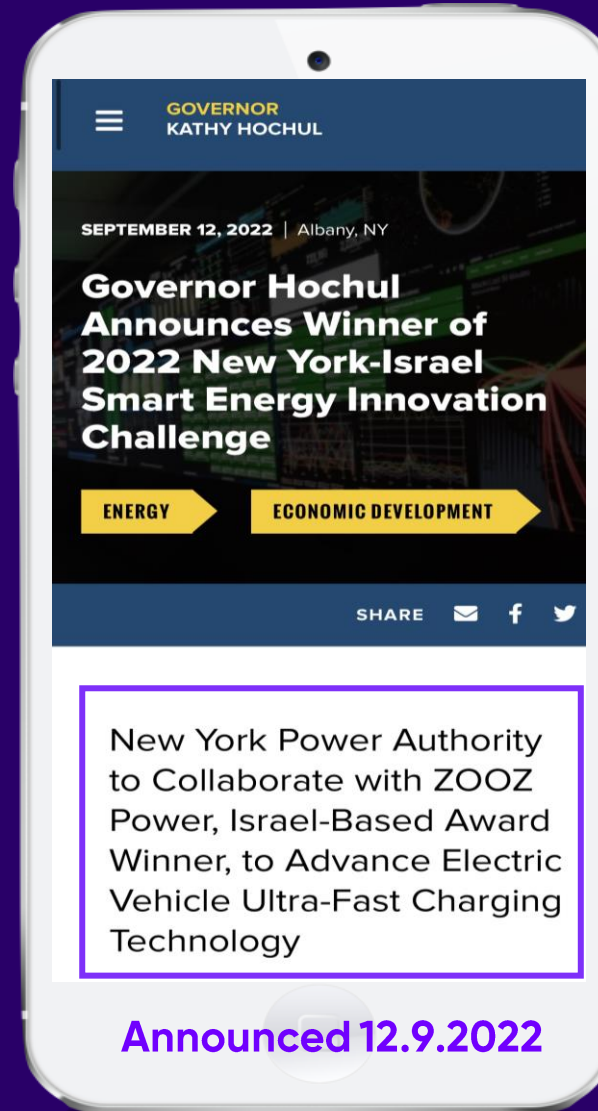 GOVERNOR
KATHY HOCHUL
SEPTEMBER 12, 2022 | Albany, NY
Governor Hochul
Announces Winner of
2022 New York-Israel
Smart Energy Innovation
Challenge
ENERGY ECONOMIC DEVELOPMENT
SHARE
New York Power Authority
to Collaborate with ZOOZ
Power, Israel-Based Award
Winner, to Advance Electric
Vehicle Ultra-Fast Charging
Technology
Announced 12.9.2022